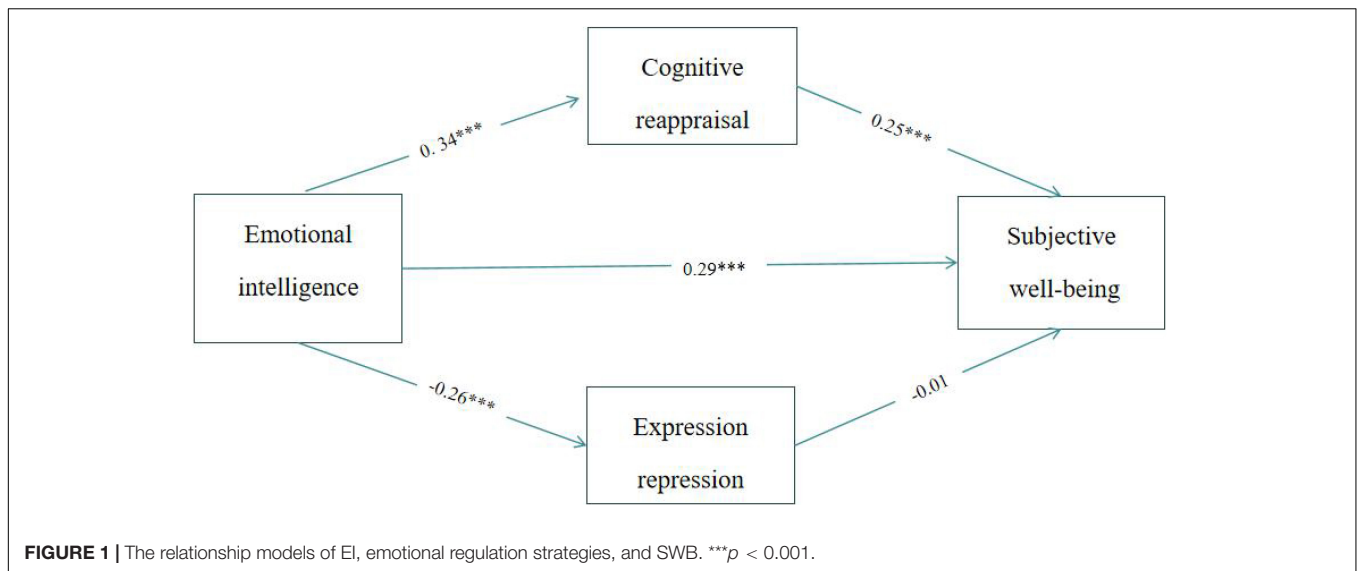 Cognitive
reappraisal
0. 34***
0.25***
Emotional
intelligence
0.29***
Subjective
well-being
-0.26***
-0.01
Expression
repression
FIGURE 1 | The relationship models of EI, emotional regulation strategies, and SWB. ***p < 0.001.